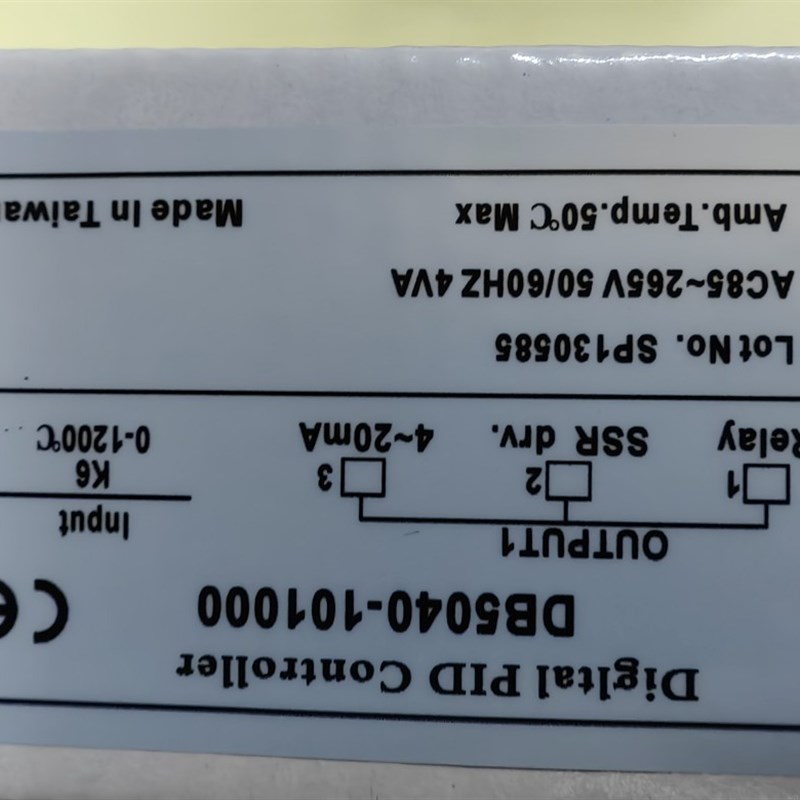 Digital PID Controller
DB5040-101000
CE
OUTPUT1
1 2 3
Relay SSR drv. 4~20mA
Input
K6
0-1200℃
Lot No. SP130585
AC85~265V 50/60HZ 4VA
Amb.Temp.50℃ Max Made In Taiwan